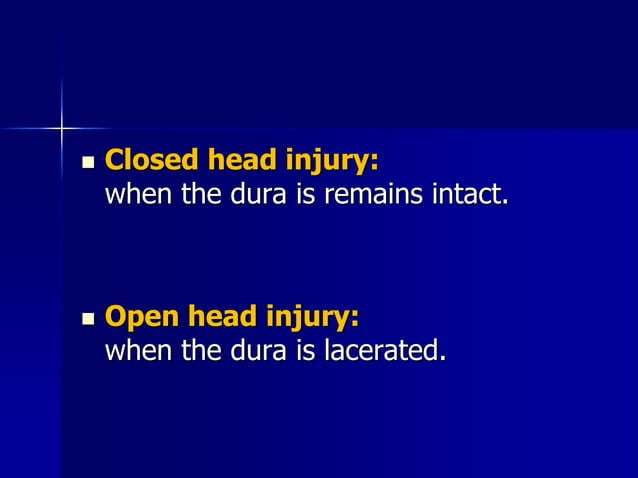 Closed head injury:
when the dura is remains intact.
Open head injury:
when the dura is lacerated.